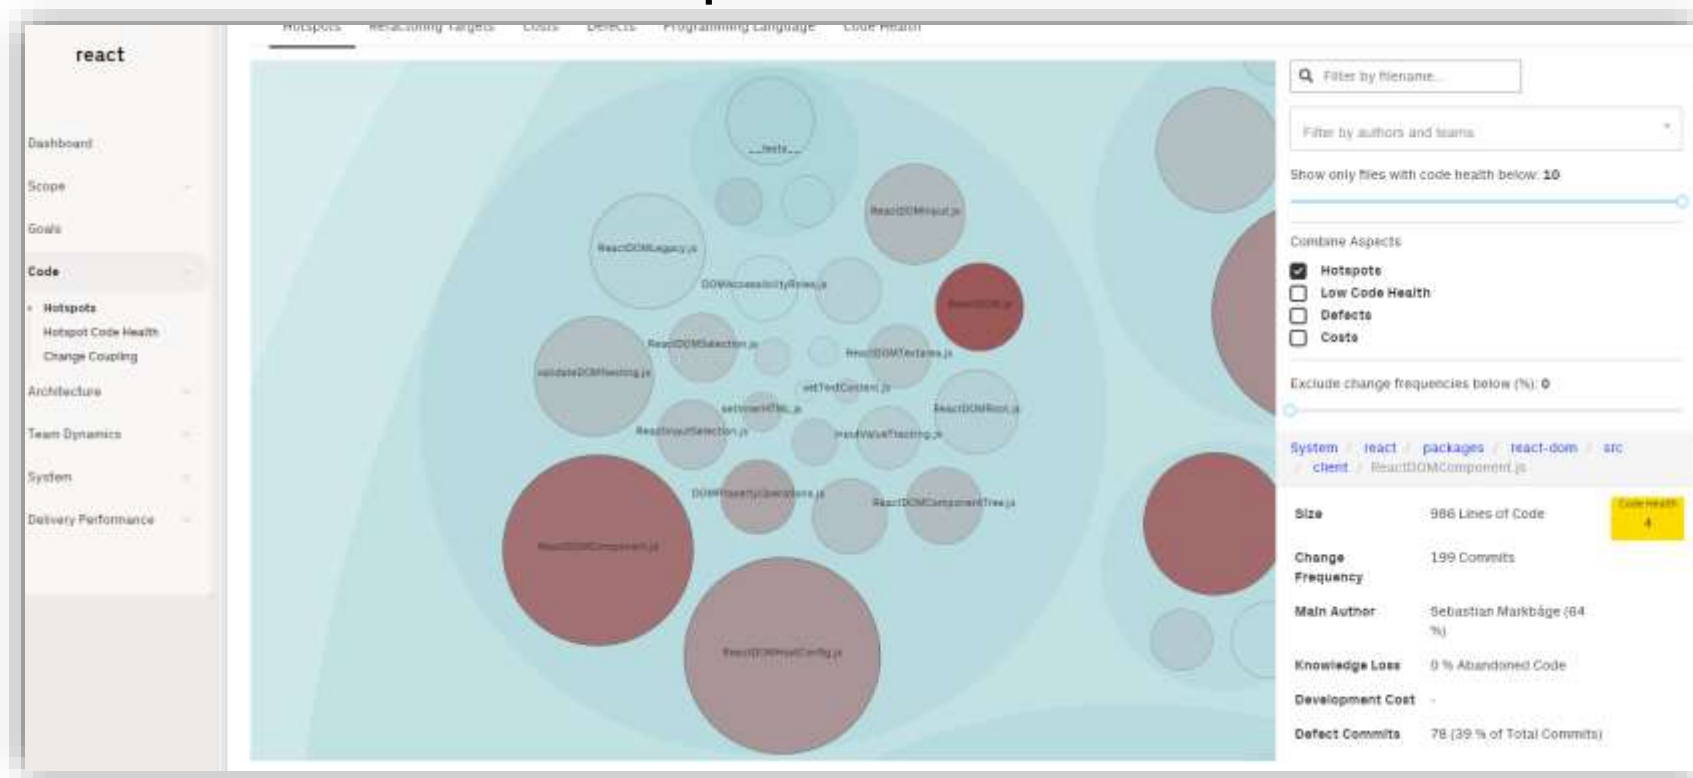 Hotspots Refactoring Targets Costs Defects Programming Language Code Health
react
Dashboard
Scope
Goals
Code
Hotspots
Hotspot Code Health
Change Coupling
Architecture
Team Dynamics
System
Delivery Performance
__tests__
ReactDOMInput.js
ReactDOMLegacy.js
DOMAccessibilityRoles.js
ReactDOM.js
ReactDOMSelection.js
ReactDOMTextarea.js
validateDOMNesting.js
setTextContent.js
setInnerHTML.js
ReactDOMRoot.js
ReactInputSelection.js
inputValueTracking.js
DOMPropertyOperations.js
ReactDOMComponentTree.js
ReactDOMComponent.js
ReactDOMHostConfig.js
Filter by filename...
Filter by authors and teams
Show only files with code health below: 10
Combine Aspects
Hotspots
Low Code Health
Defects
Costs
Exclude change frequencies below (%): 0
System / react / packages / react-dom / src
/ client / ReactDOMComponent.js
Code Health
4
Size 986 Lines of Code
Change Frequency 199 Commits
Main Author Sebastian Markbåge (64 %)
Knowledge Loss 0 % Abandoned Code
Development Cost -
Defect Commits 78 (39 % of Total Commits)